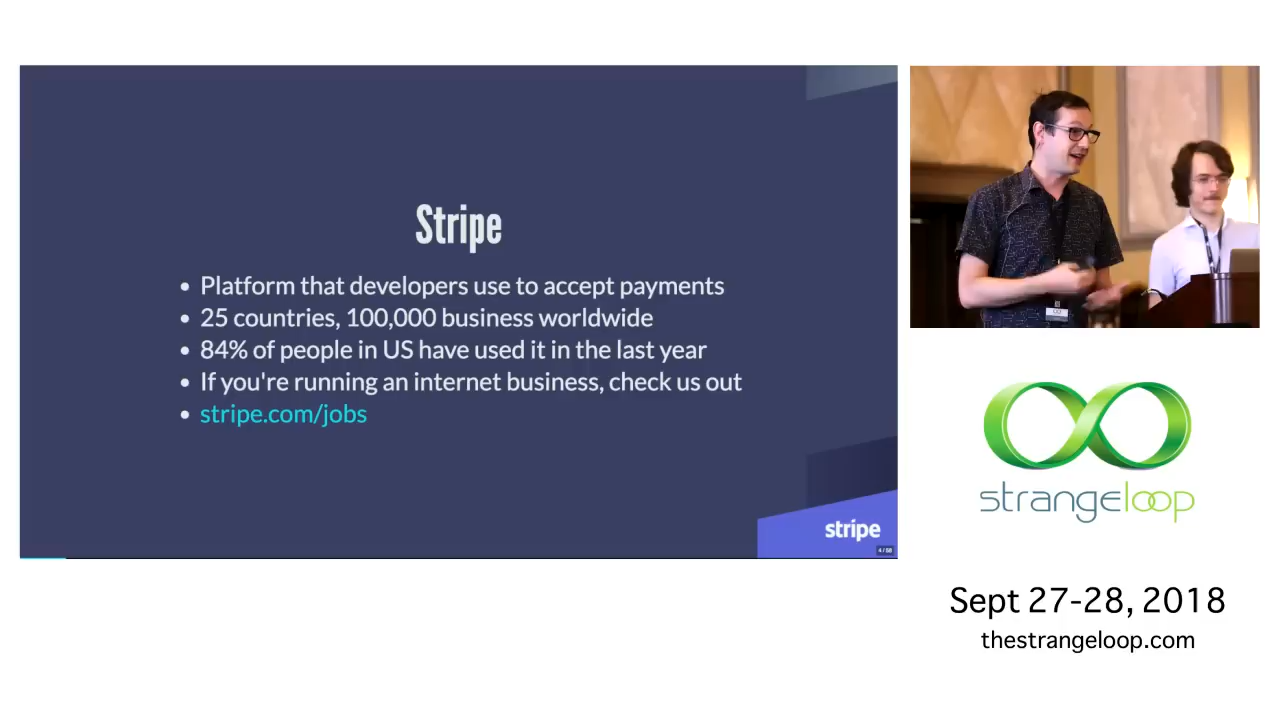 Stripe
Platform that developers use to accept payments
25 countries, 100,000 business worldwide
84% of people in US have used it in the last year
If you're running an internet business, check us out
stripe.com/jobs
stripe
4 / 58
strangeloop
Sept 27-28, 2018
thestrangeloop.com